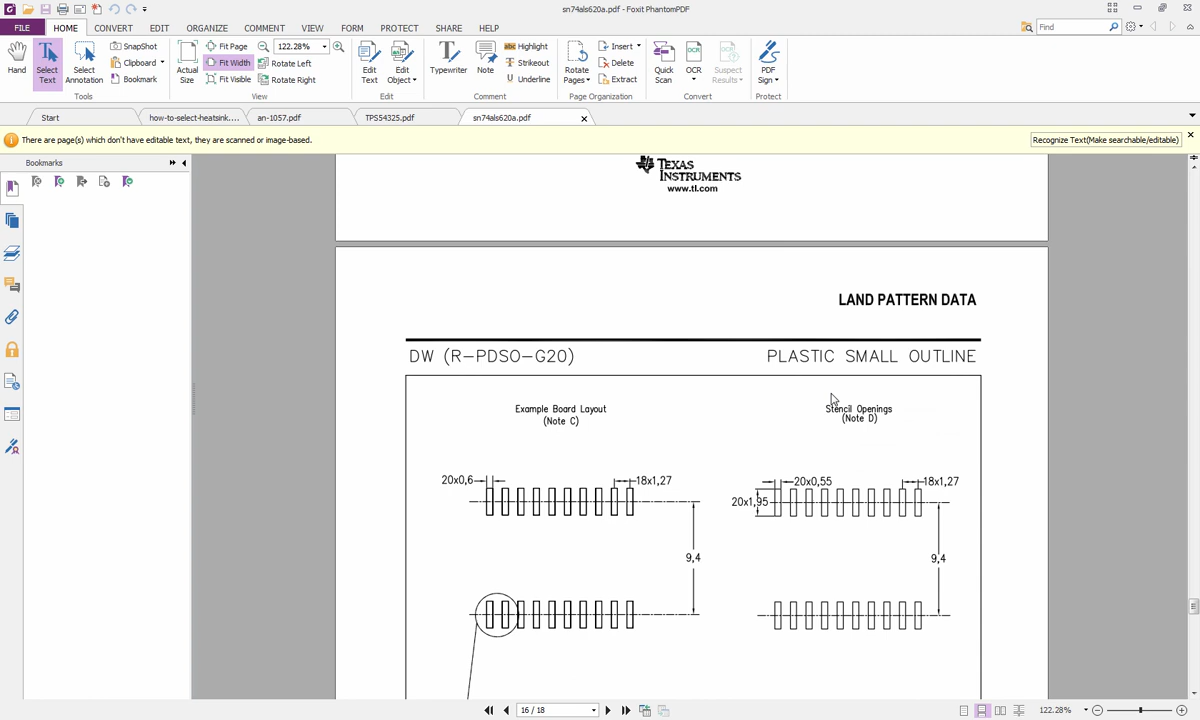 sn74als620a.pdf - Foxit PhantomPDF
FILE HOME CONVERT EDIT ORGANIZE COMMENT VIEW FORM PROTECT SHARE HELP
Find
Hand
Select Text
Select Annotation
SnapShot
Clipboard
Bookmark
Tools
Actual Size
Fit Page
Fit Width
Fit Visible
122.28%
Rotate Left
Rotate Right
View
Edit Text
Edit Object
Edit
Typewriter
Note
Highlight
Strikeout
Underline
Comment
Rotate Pages
Insert
Delete
Extract
Page Organization
Quick Scan
OCR
Suspect Results
Convert
PDF Sign
Protect
Start
how-to-select-heatsink....
an-1057.pdf
TPS54325.pdf
sn74als620a.pdf
There are page(s) which don't have editable text, they are scanned or image-based.
Recognize Text(Make searchable/editable)
Bookmarks
TEXAS
INSTRUMENTS
www.ti.com
LAND PATTERN DATA
DW (R-PDSO-G20)
PLASTIC SMALL OUTLINE
Example Board Layout
(Note C)
Stencil Openings
(Note D)
20x0,6
18x1,27
9,4
20x0,55
18x1,27
20x1,95
9,4
16 / 18
122.28%